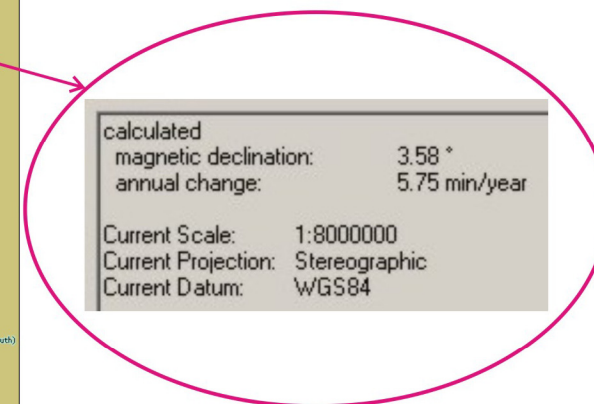 calculated
magnetic declination: 3.58 °
annual change: 5.75 min/year
Current Scale: 1:8000000
Current Projection: Stereographic
Current Datum: WGS84
uth)